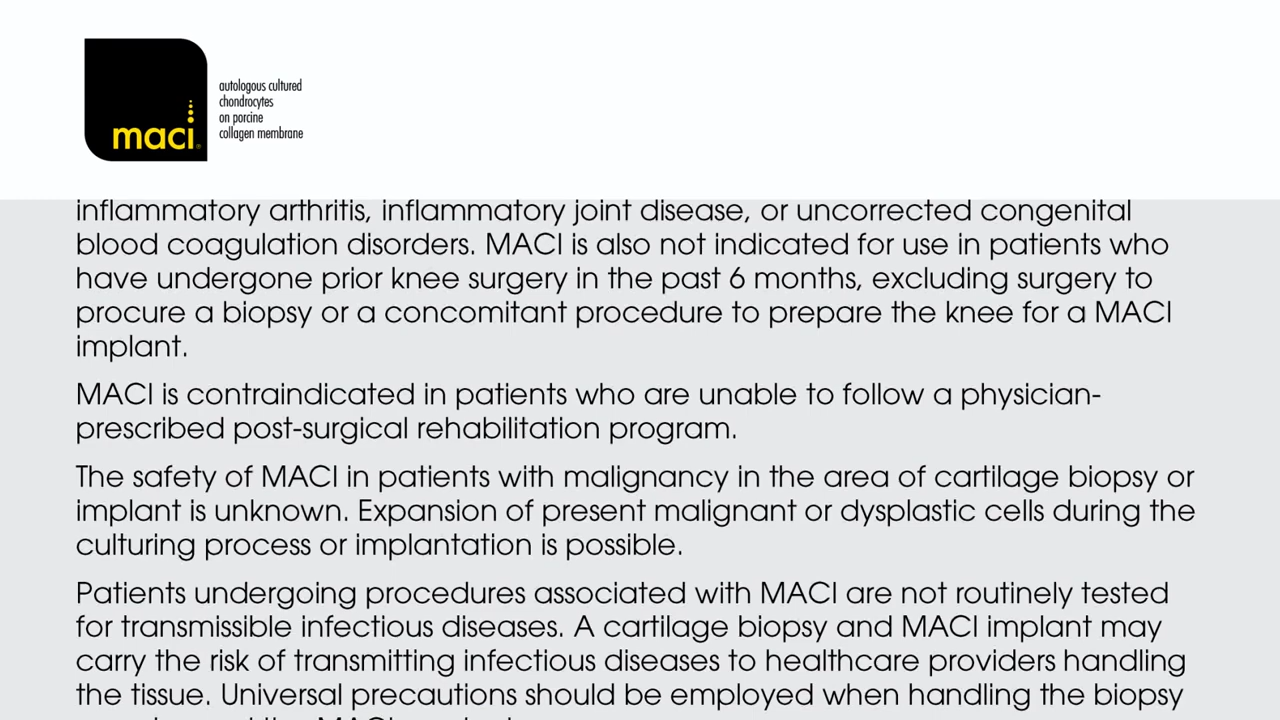 maci®
autologous cultured
chondrocytes
on porcine
collagen membrane
inflammatory arthritis, inflammatory joint disease, or uncorrected congenital
blood coagulation disorders. MACI is also not indicated for use in patients who
have undergone prior knee surgery in the past 6 months, excluding surgery to
procure a biopsy or a concomitant procedure to prepare the knee for a MACI
implant.
MACI is contraindicated in patients who are unable to follow a physician-
prescribed post-surgical rehabilitation program.
The safety of MACI in patients with malignancy in the area of cartilage biopsy or
implant is unknown. Expansion of present malignant or dysplastic cells during the
culturing process or implantation is possible.
Patients undergoing procedures associated with MACI are not routinely tested
for transmissible infectious diseases. A cartilage biopsy and MACI implant may
carry the risk of transmitting infectious diseases to healthcare providers handling
the tissue. Universal precautions should be employed when handling the biopsy